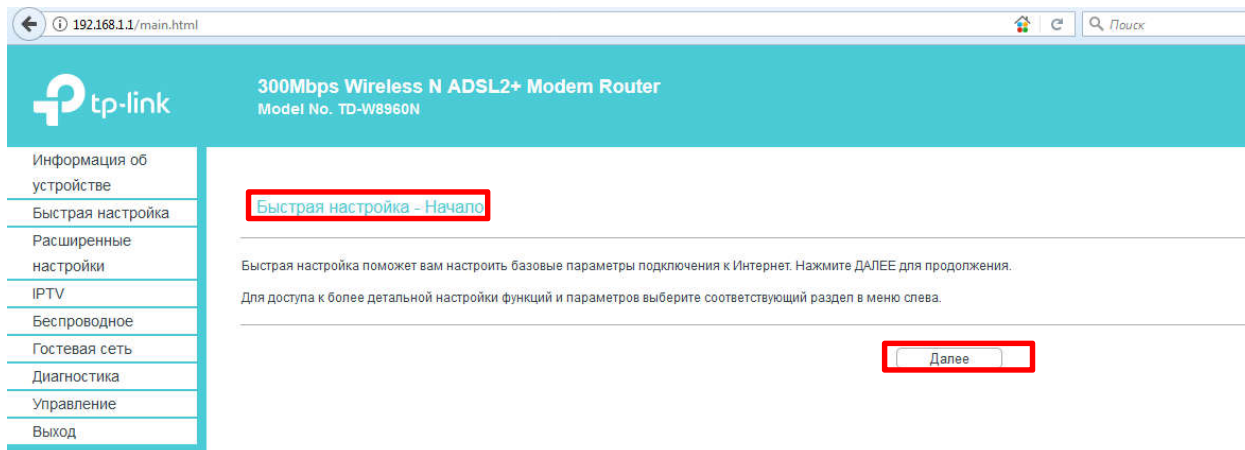 192.168.1.1/main.html
Поиск
tp-link
300Mbps Wireless N ADSL2+ Modem Router
Model No. TD-W8960N
Информация об
устройстве
Быстрая настройка
Расширенные
настройки
IPTV
Беспроводное
Гостевая сеть
Диагностика
Управление
Выход
Быстрая настройка - Начало
Быстрая настройка поможет вам настроить базовые параметры подключения к Интернет. Нажмите ДАЛЕЕ для продолжения.
Для доступа к более детальной настройки функций и параметров выберите соответствующий раздел в меню слева.
Далее